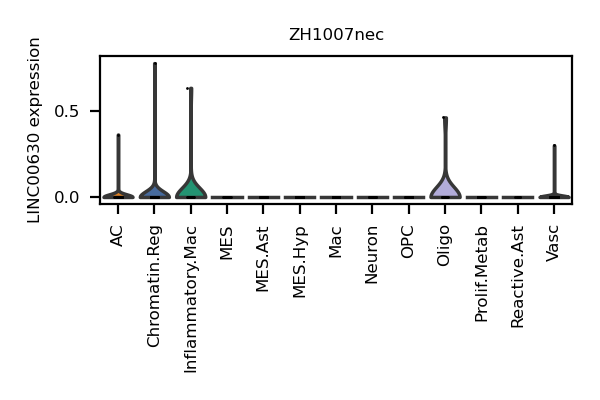 ZH1007nec
LINC00630 expression
0.5
0.0
AC
Chromatin.Reg
Inflammatory.Mac
MES
MES.Ast
MES.Hyp
Mac
Neuron
OPC
Oligo
Prolif.Metab
Reactive.Ast
Vasc